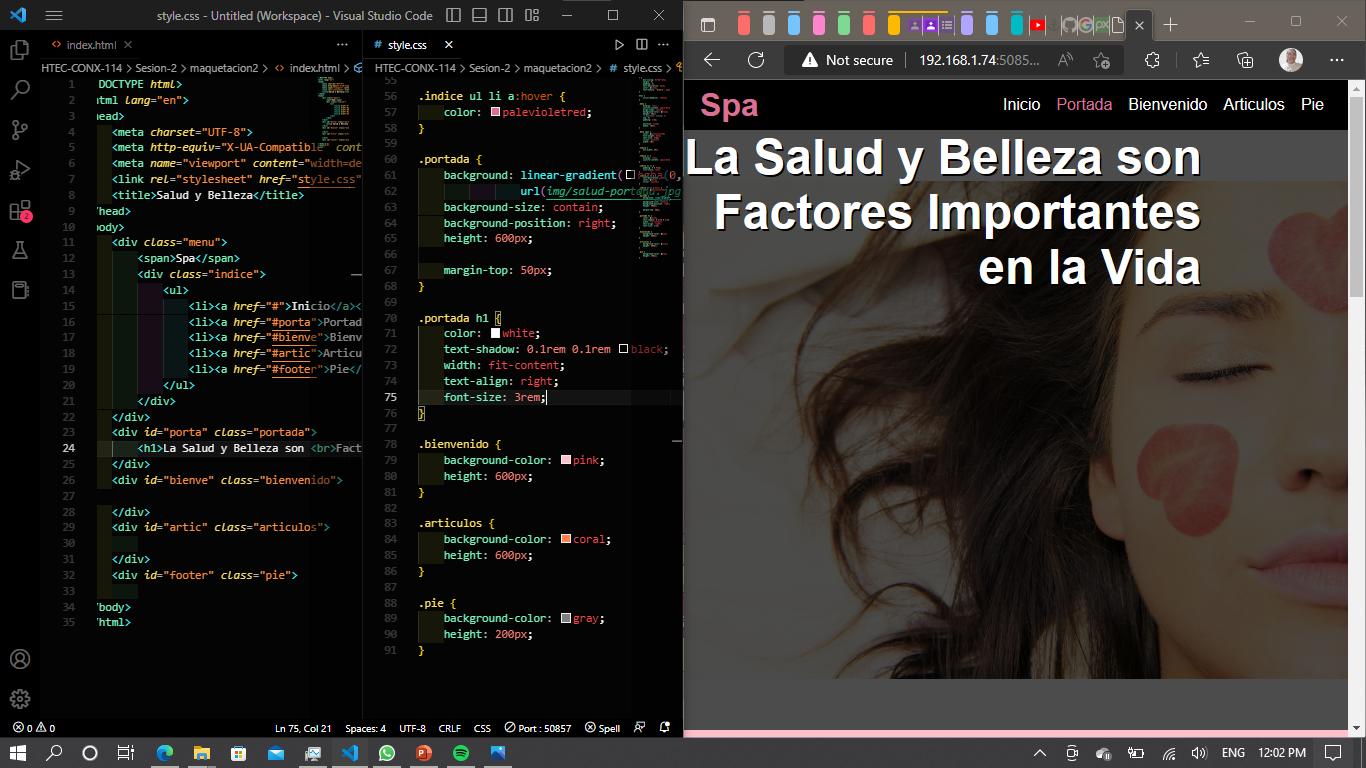 style.css - Untitled (Workspace) - Visual Studio Code
index.html
HTEC-CONX-114 > Sesion-2 > maquetacion2 > index.html
1 DOCTYPE html>
2 html lang="en">
3 head>
4 <meta charset="UTF-8">
5 <meta http-equiv="X-UA-Compatible" cont
6 <meta name="viewport" content="width=de
7 <link rel="stylesheet" href="style.css"
8 <title>Salud y Belleza</title>
9 /head>
10 body>
11 <div class="menu">
12 <span>Spa</span>
13 <div class="indice">
14 <ul>
15 <li><a href="#">Inicio</a><
16 <li><a href="#porta">Portad
17 <li><a href="#bienve">Bienv
18 <li><a href="#artic">Articu
19 <li><a href="#footer">Pie</
20 </ul>
21 </div>
22 </div>
23 <div id="porta" class="portada">
24 <h1>La Salud y Belleza son <br>Fact
25 </div>
26 <div id="bienve" class="bienvenido">
27
28 </div>
29 <div id="artic" class="articulos">
30
31 </div>
32 <div id="footer" class="pie">
33
34 /body>
35 /html>
style.css
HTEC-CONX-114 > Sesion-2 > maquetacion2 > # style.css
55
56 .indice ul li a:hover {
57 color: palevioletred;
58 }
59
60 .portada {
61 background: linear-gradient(rgba(0,
62 url(img/salud-portada.jpg
63 background-size: contain;
64 background-position: right;
65 height: 600px;
66
67 margin-top: 50px;
68 }
69
70 .portada h1 {
71 color: white;
72 text-shadow: 0.1rem 0.1rem black;
73 width: fit-content;
74 text-align: right;
75 font-size: 3rem;
76 }
77
78 .bienvenido {
79 background-color: pink;
80 height: 600px;
81 }
82
83 .articulos {
84 background-color: coral;
85 height: 600px;
86 }
87
88 .pie {
89 background-color: gray;
90 height: 200px;
91 }
2
0 0
Ln 75, Col 21 Spaces: 4 UTF-8 CRLF CSS Port : 50857 Spell
Not secure 192.168.1.74:5085...
Spa Inicio Portada Bienvenido Articulos Pie
La Salud y Belleza son
Factores Importantes
en la Vida
ENG 12:02 PM